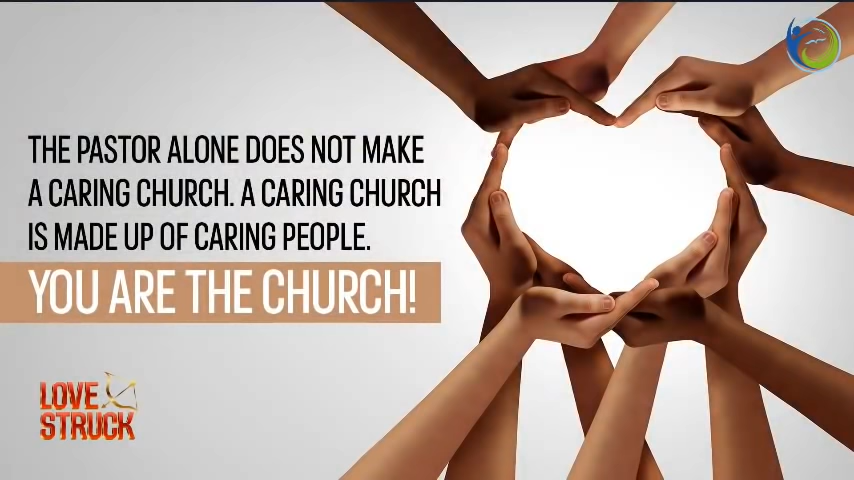 THE PASTOR ALONE DOES NOT MAKE
A CARING CHURCH. A CARING CHURCH
IS MADE UP OF CARING PEOPLE.
YOU ARE THE CHURCH!
LOVE
STRUCK